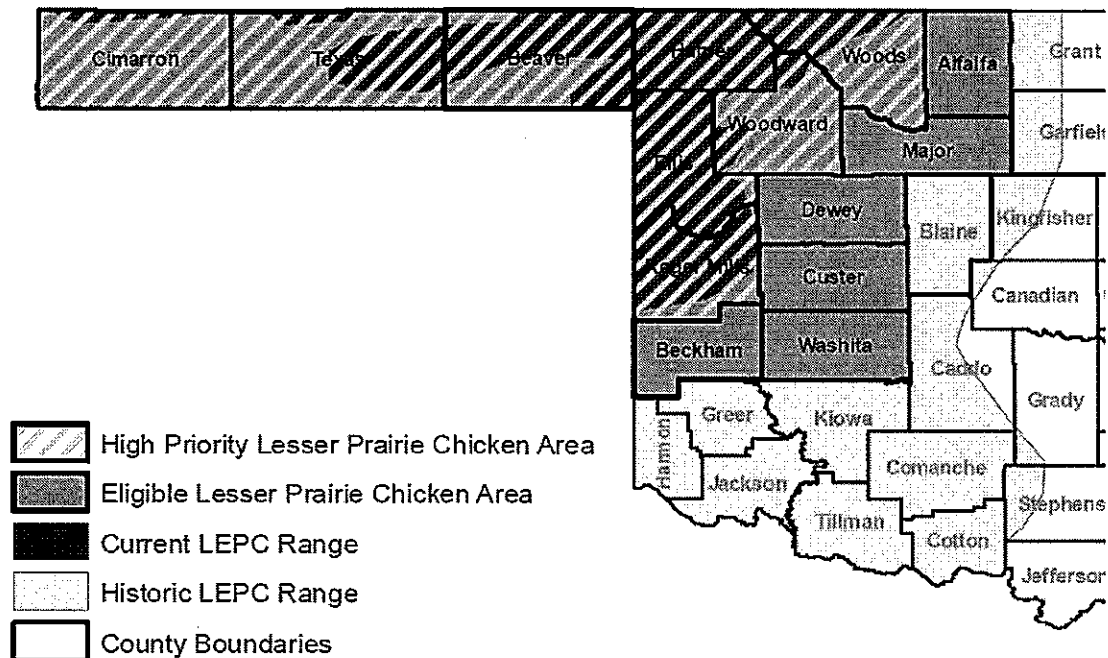 Cimarron
Texas
Beaver
Harper
Woods
Alfalfa
Grant
Woodward
Major
Garfield
Ellis
Dewey
Blaine
Kingfisher
Roger Mills
Custer
Canadian
Beckham
Washita
Caddo
Grady
Harmon
Greer
Kiowa
Comanche
Jackson
Tillman
Stephens
Cotton
Jefferson
High Priority Lesser Prairie Chicken Area
Eligible Lesser Prairie Chicken Area
Current LEPC Range
Historic LEPC Range
County Boundaries